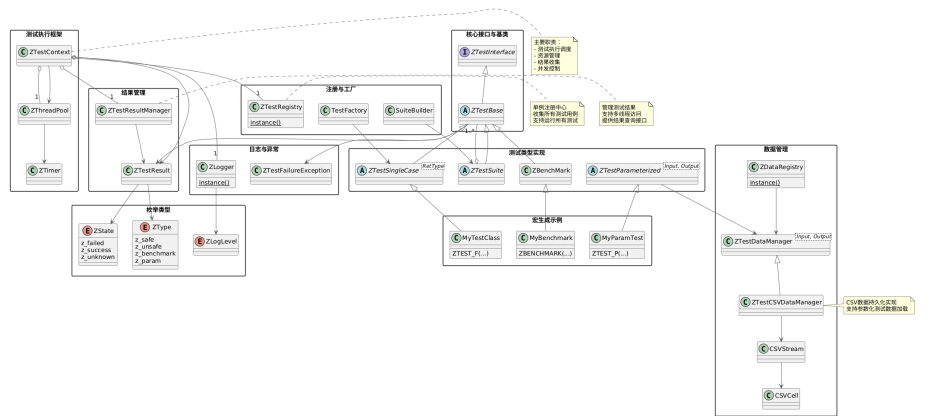 测试执行框架
ZTestContext
1
ZThreadPool
ZTimer
结果管理
ZTestResultManager
ZTestResult
枚举类型
ZState
z_failed
z_success
z_unknown
ZType
z_safe
z_unsafe
z_benchmark
z_param
ZLogLevel
日志与异常
1
ZLogger
instance()
ZTestFailureException
注册与工厂
1
ZTestRegistry
instance()
TestFactory
SuiteBuilder
核心接口与基类
ZTestInterface
ZTestBase
1..*
主要职责：
- 测试执行调度
- 资源管理
- 结果收集
- 并发控制
单例注册中心
收集所有测试用例
支持运行所有测试
管理测试结果
支持多线程访问
提供结果查询接口
测试类型实现
ZTestSingleCase
RetType
ZTestSuite
ZBenchMark
ZTestParameterized
Input, Output
宏生成示例
MyTestClass
ZTEST_F(...)
MyBenchmark
ZBENCHMARK(...)
MyParamTest
ZTEST_P(...)
数据管理
ZDataRegistry
instance()
ZTestDataManager
Input, Output
ZTestCSVDataManager
CSVStream
CSVCell
CSV数据持久化实现
支持参数化测试数据加载